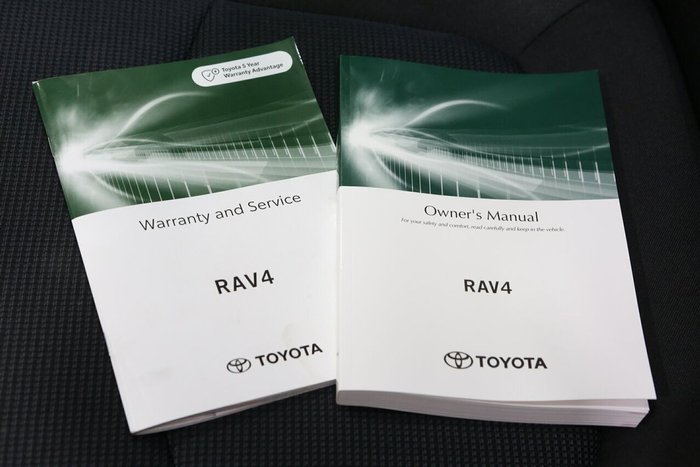 Toyota 5 Year
Warranty Advantage
Warranty and Service
RAV4
TOYOTA
Owner's Manual
For your safety and comfort, read carefully and keep in the vehicle.
RAV4
TOYOTA